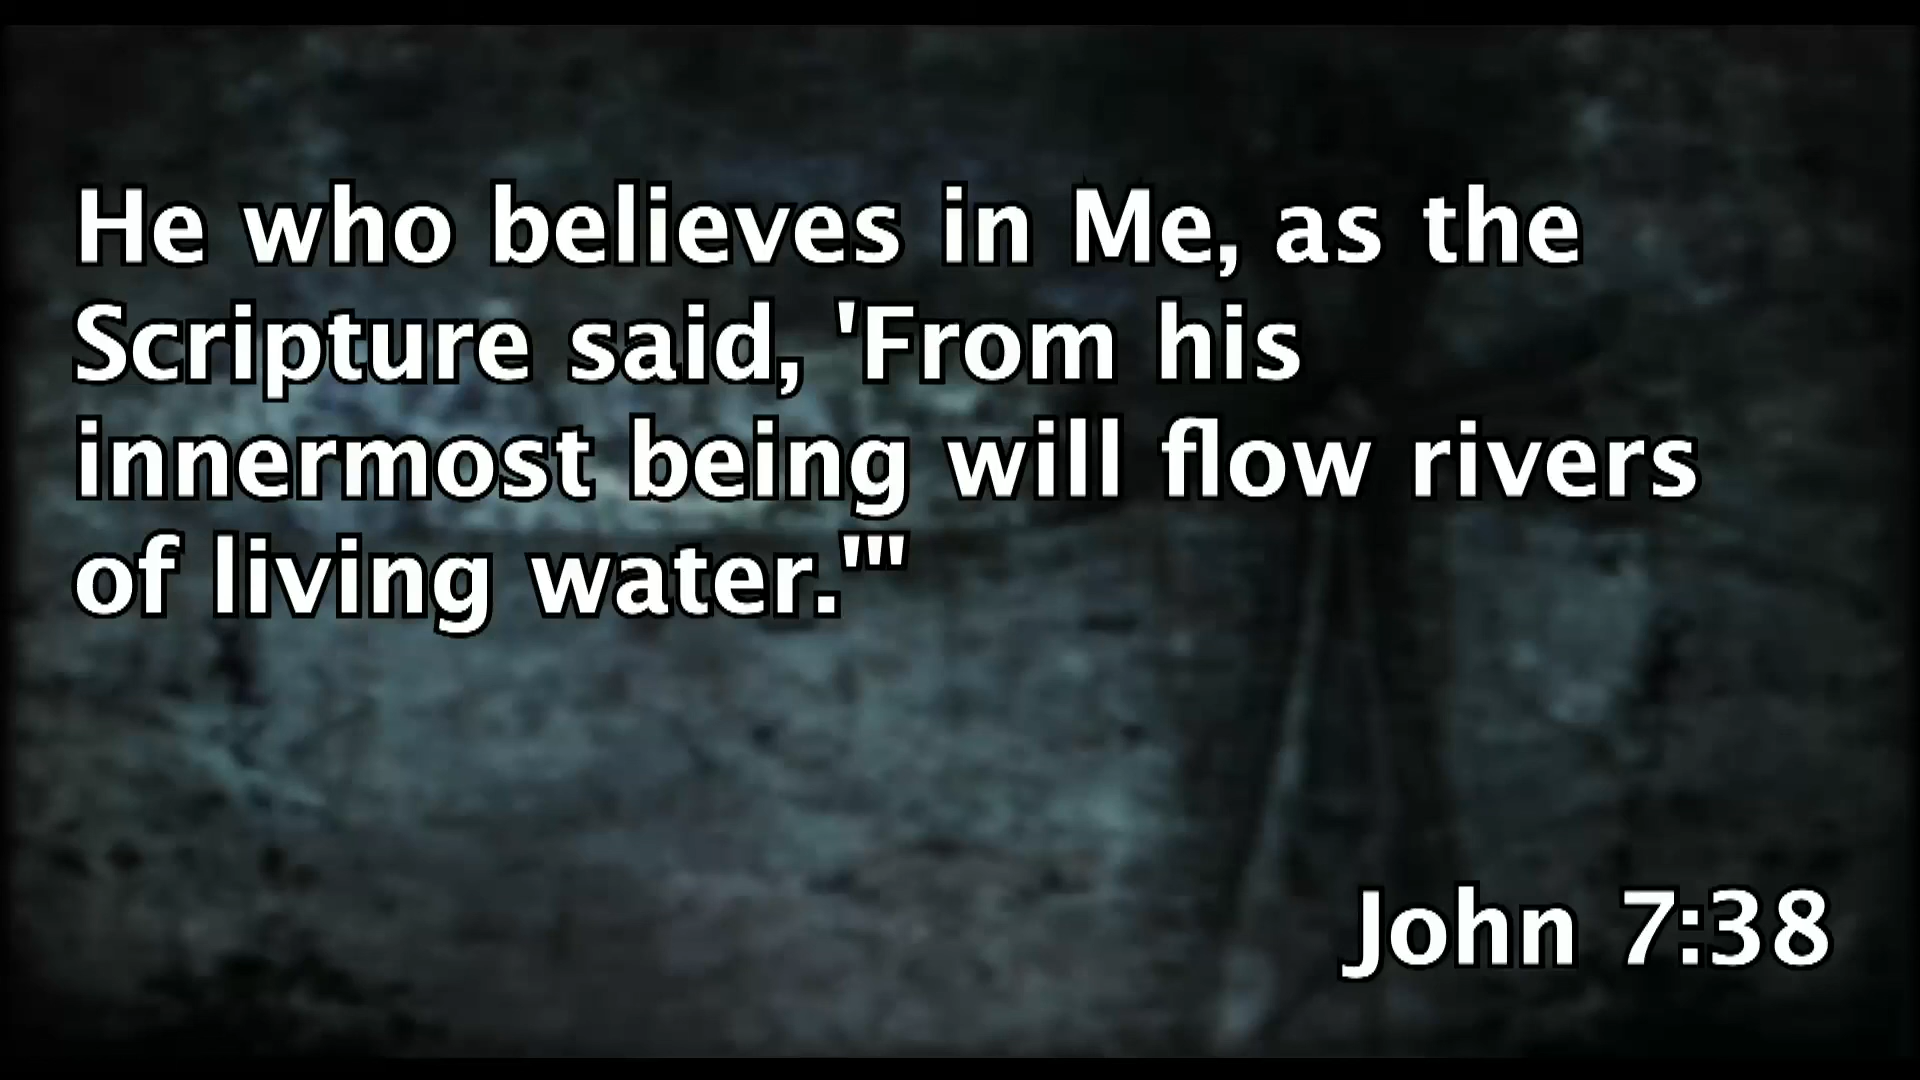 He who believes in Me, as the
Scripture said, 'From his
innermost being will flow rivers
of living water.'"
John 7:38